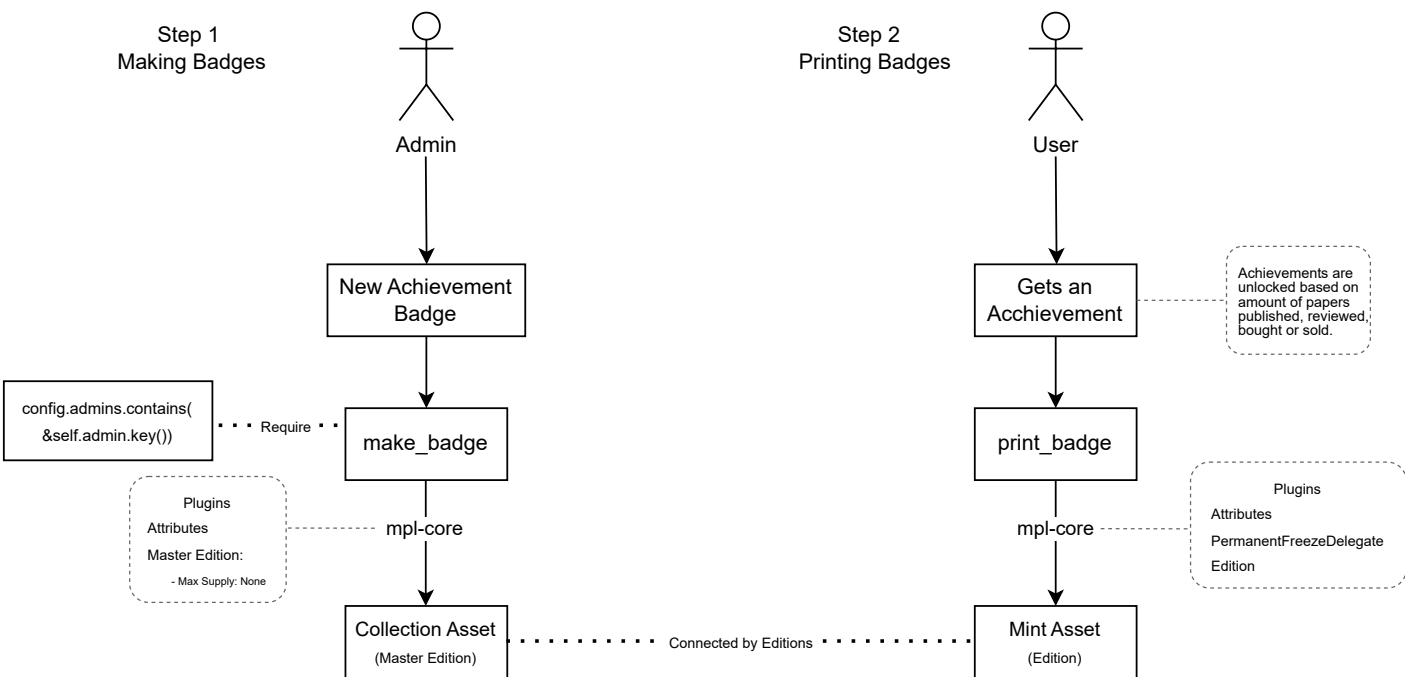 Step 1
Making Badges
Admin
New Achievement
Badge
config.admins.contains(
&self.admin.key())
Require
make_badge
Plugins
Attributes
Master Edition:
- Max Supply: None
mpl-core
Collection Asset
(Master Edition)
Connected by Editions
Step 2
Printing Badges
User
Gets an
Acchievement
Achievements are
unlocked based on
amount of papers
published, reviewed,
bought or sold.
print_badge
mpl-core
Plugins
Attributes
PermanentFreezeDelegate
Edition
Mint Asset
(Edition)